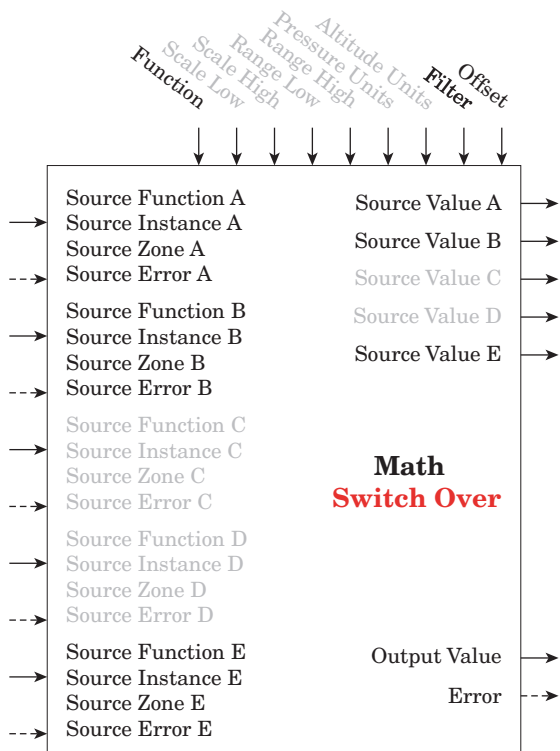 Function
Scale Low
Scale High
Range Low
Range High
Pressure Units
Altitude Units
Filter
Offset
Source Function A
Source Instance A
Source Zone A
Source Error A
Source Function B
Source Instance B
Source Zone B
Source Error B
Source Function C
Source Instance C
Source Zone C
Source Error C
Source Function D
Source Instance D
Source Zone D
Source Error D
Source Function E
Source Instance E
Source Zone E
Source Error E
Source Value A
Source Value B
Source Value C
Source Value D
Source Value E
Math
Switch Over
Output Value
Error